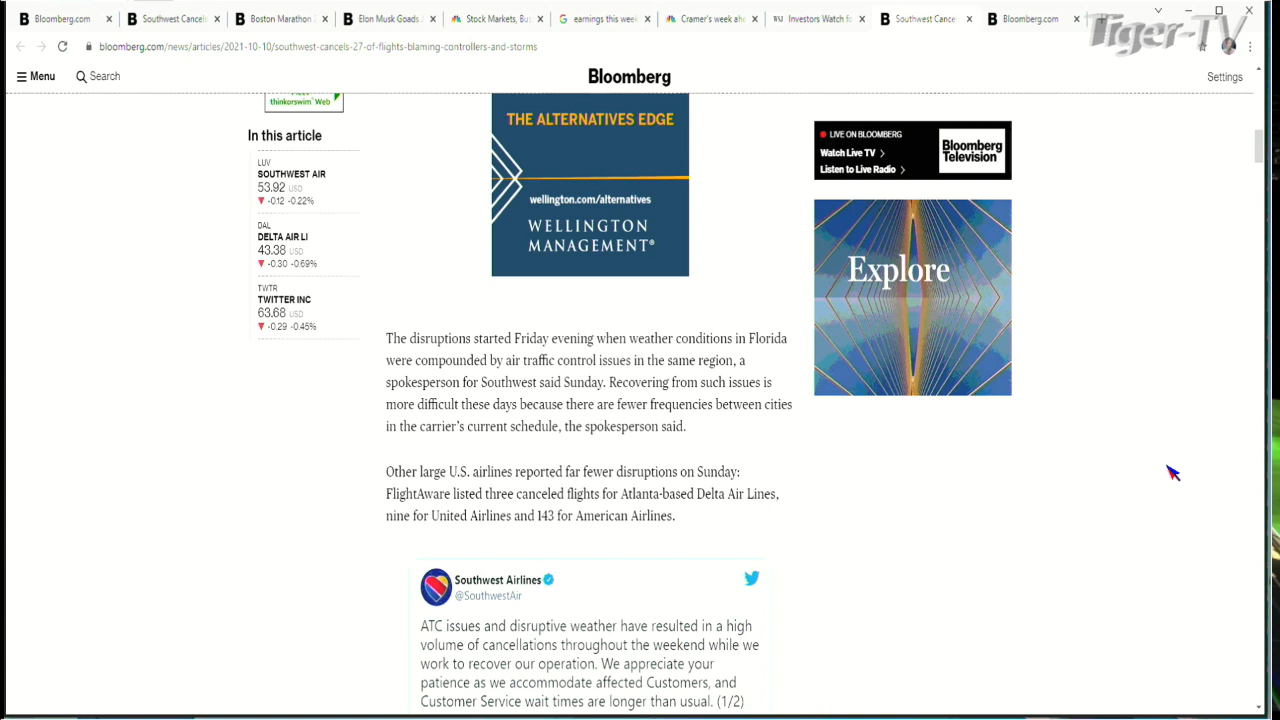 Bloomberg.com
Southwest Cancels
Boston Marathon 2
Elon Musk Goads
Stock Markets, Bus
earnings this week
Cramer's week ahe
WSJ Investors Watch fo
Southwest Cance
Bloomberg.com
Tiger-TV
bloomberg.com/news/articles/2021-10-10/southwest-cancels-27-of-flights-blaming-controllers-and-storms
Menu
Search
Bloomberg
Settings
thinkorswim Web
In this article
LUV
SOUTHWEST AIR
53.92 USD
-0.12 -0.22%
DAL
DELTA AIR LI
43.38 USD
-0.30 -0.69%
TWTR
TWITTER INC
63.68 USD
-0.29 -0.45%
THE ALTERNATIVES EDGE
wellington.com/alternatives
WELLINGTON
MANAGEMENT®
LIVE ON BLOOMBERG
Watch Live TV
Listen to Live Radio
Bloomberg
Television
Explore
The disruptions started Friday evening when weather conditions in Florida
were compounded by air traffic control issues in the same region, a
spokesperson for Southwest said Sunday. Recovering from such issues is
more difficult these days because there are fewer frequencies between cities
in the carrier's current schedule, the spokesperson said.
Other large U.S. airlines reported far fewer disruptions on Sunday:
FlightAware listed three canceled flights for Atlanta-based Delta Air Lines,
nine for United Airlines and 143 for American Airlines.
Southwest Airlines
@SouthwestAir
ATC issues and disruptive weather have resulted in a high
volume of cancellations throughout the weekend while we
work to recover our operation. We appreciate your
patience as we accommodate affected Customers, and
Customer Service wait times are longer than usual. (1/2)